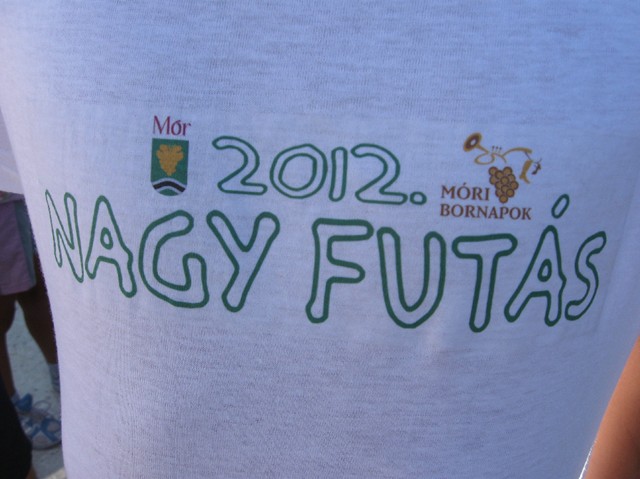 Mór
2012.
MÓRI
BORNAPOK
NAGY FUTÁS